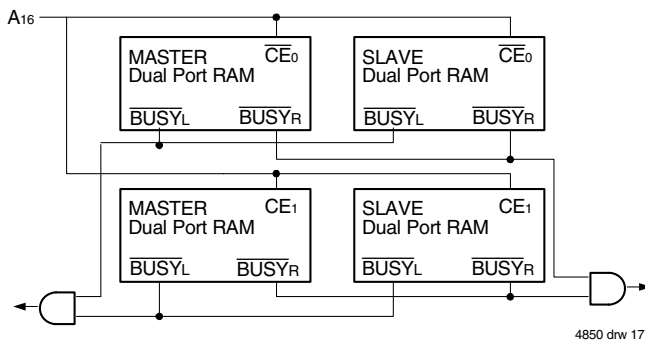 A16
MASTER CE0 SLAVE CE0
Dual Port RAM Dual Port RAM
BUSYL BUSYR BUSYL BUSYR
MASTER CE1 SLAVE CE1
Dual Port RAM Dual Port RAM
BUSYL BUSYR BUSYL BUSYR
4850 drw 17